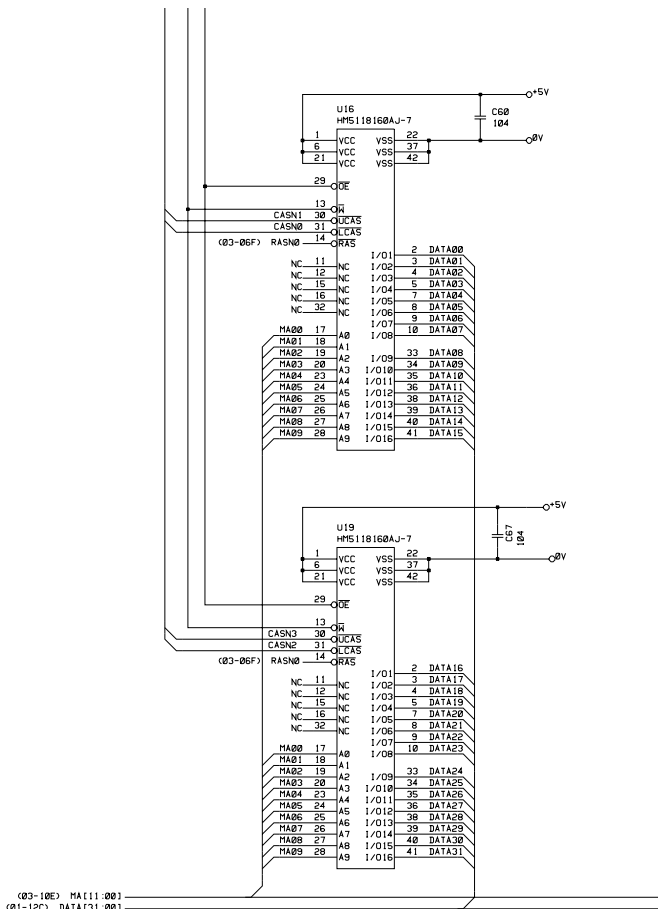 +5V
U16
HM5118160AJ-7
C60
104
0V
1 VCC VSS 22
6 VCC VSS 37
21 VCC VSS 42
29 OE
13 W
CASN1 30 UCAS
CASN0 31 LCAS
(03-06F) RASN0 14 RAS
I/O1 2 DATA00
NC 11 NC I/O2 3 DATA01
NC 12 NC I/O3 4 DATA02
NC 15 NC I/O4 5 DATA03
NC 16 NC I/O5 7 DATA04
NC 32 NC I/O6 8 DATA05
I/O7 9 DATA06
MA00 17 A0 I/O8 10 DATA07
MA01 18 A1
MA02 19 A2 I/O9 33 DATA08
MA03 20 A3 I/O10 34 DATA09
MA04 23 A4 I/O11 35 DATA10
MA05 24 A5 I/O12 36 DATA11
MA06 25 A6 I/O13 38 DATA12
MA07 26 A7 I/O14 39 DATA13
MA08 27 A8 I/O15 40 DATA14
MA09 28 A9 I/O16 41 DATA15
+5V
U19
HM5118160AJ-7
C67
104
0V
1 VCC VSS 22
6 VCC VSS 37
21 VCC VSS 42
29 OE
13 W
CASN3 30 UCAS
CASN2 31 LCAS
(03-06F) RASN0 14 RAS
I/O1 2 DATA16
NC 11 NC I/O2 3 DATA17
NC 12 NC I/O3 4 DATA18
NC 15 NC I/O4 5 DATA19
NC 16 NC I/O5 7 DATA20
NC 32 NC I/O6 8 DATA21
I/O7 9 DATA22
MA00 17 A0 I/O8 10 DATA23
MA01 18 A1
MA02 19 A2 I/O9 33 DATA24
MA03 20 A3 I/O10 34 DATA25
MA04 23 A4 I/O11 35 DATA26
MA05 24 A5 I/O12 36 DATA27
MA06 25 A6 I/O13 38 DATA28
MA07 26 A7 I/O14 39 DATA29
MA08 27 A8 I/O15 40 DATA30
MA09 28 A9 I/O16 41 DATA31
(03-10E) MA[11:00]
(01-12C) DATA[31:00]